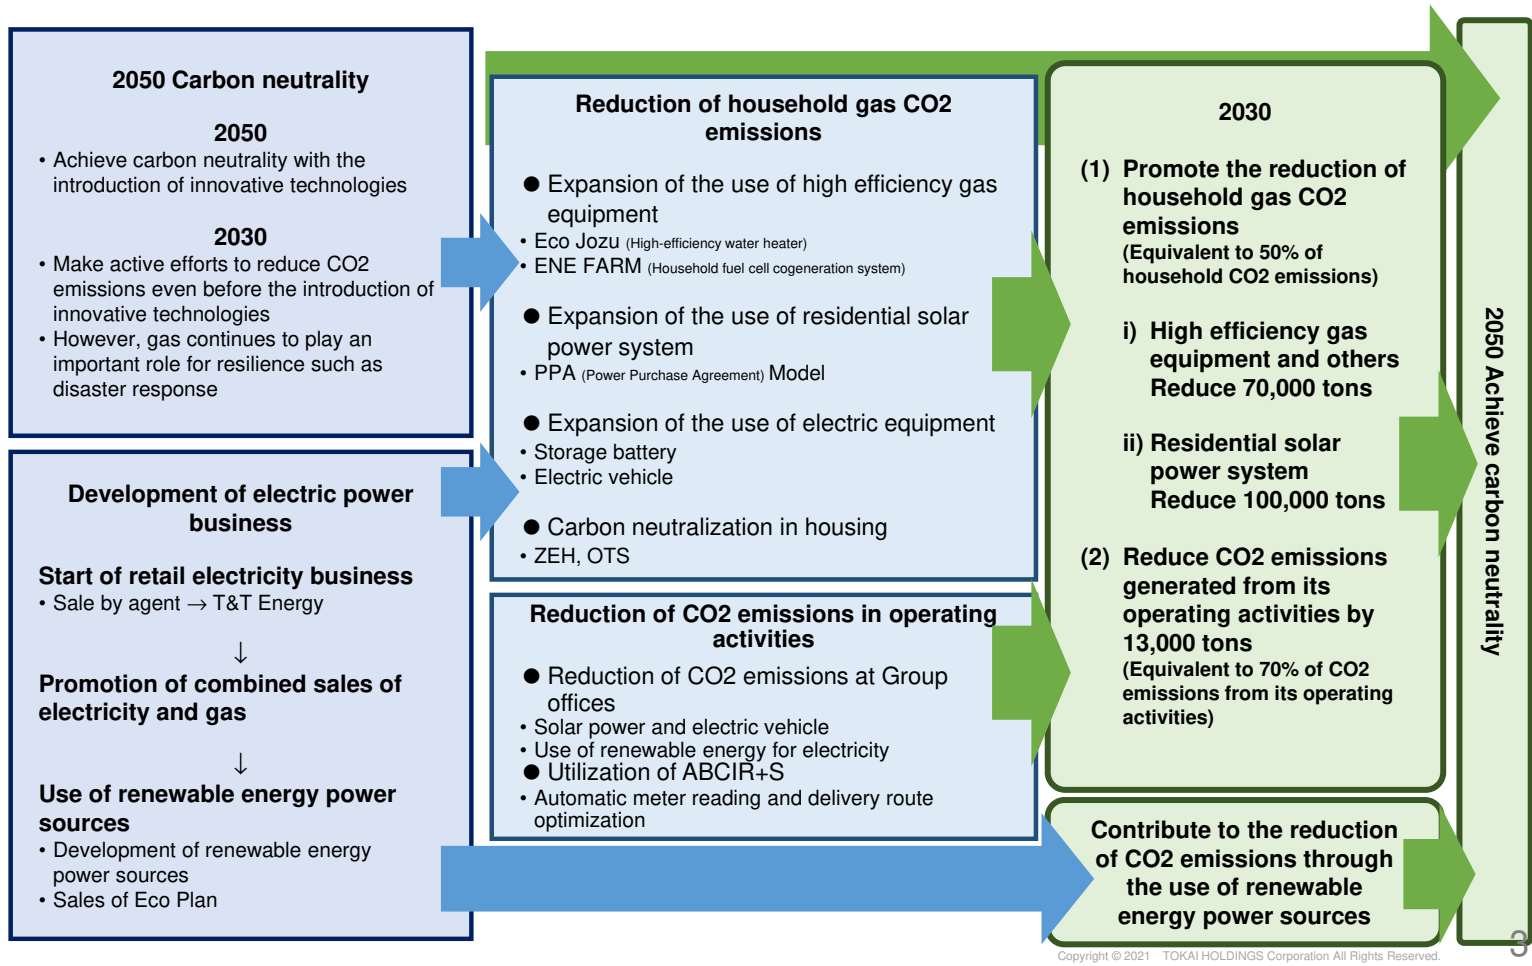 2050 Carbon neutrality
2050
• Achieve carbon neutrality with the
introduction of innovative technologies
2030
• Make active efforts to reduce CO2
emissions even before the introduction of
innovative technologies
• However, gas continues to play an
important role for resilience such as
disaster response
Development of electric power
business
Start of retail electricity business
• Sale by agent → T&T Energy
↓
Promotion of combined sales of
electricity and gas
↓
Use of renewable energy power
sources
• Development of renewable energy
power sources
• Sales of Eco Plan
Reduction of household gas CO2
emissions
● Expansion of the use of high efficiency gas
equipment
• Eco Jozu (High-efficiency water heater)
• ENE FARM (Household fuel cell cogeneration system)
● Expansion of the use of residential solar
power system
• PPA (Power Purchase Agreement) Model
● Expansion of the use of electric equipment
• Storage battery
• Electric vehicle
● Carbon neutralization in housing
• ZEH, OTS
Reduction of CO2 emissions in operating
activities
● Reduction of CO2 emissions at Group
offices
• Solar power and electric vehicle
• Use of renewable energy for electricity
● Utilization of ABCIR+S
• Automatic meter reading and delivery route
optimization
2030
(1) Promote the reduction of
household gas CO2
emissions
(Equivalent to 50% of
household CO2 emissions)
i) High efficiency gas
equipment and others
Reduce 70,000 tons
ii) Residential solar
power system
Reduce 100,000 tons
(2) Reduce CO2 emissions
generated from its
operating activities by
13,000 tons
(Equivalent to 70% of CO2
emissions from its operating
activities)
Contribute to the reduction
of CO2 emissions through
the use of renewable
energy power sources
2050 Achieve carbon neutrality
Copyright © 2021 TOKAI HOLDINGS Corporation All Rights Reserved.
3